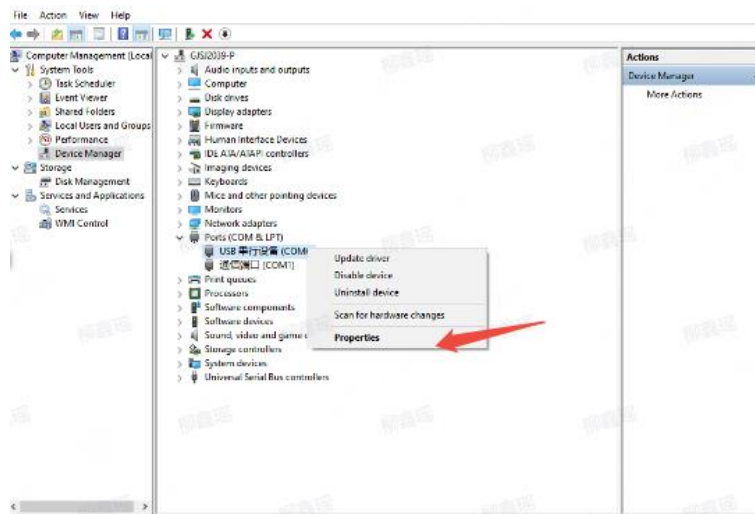 File Action View Help
Computer Management (Local
System Tools
Task Scheduler
Event Viewer
Shared Folders
Local Users and Groups
Performance
Device Manager
Storage
Disk Management
Services and Applications
Services
WMI Control
GJSI2039-P
Audio inputs and outputs
Computer
Disk drives
Display adapters
Firmware
Human Interface Devices
IDE ATA/ATAPI controllers
Imaging devices
Keyboards
Mice and other pointing devices
Monitors
Network adapters
Ports (COM & LPT)
USB 串行设备 (COM
通信端口 (COM1)
Print queues
Processors
Software components
Software devices
Sound, video and game c
Storage controllers
System devices
Universal Serial Bus controllers
Update driver
Disable device
Uninstall device
Scan for hardware changes
Properties
Actions
Device Manager
More Actions